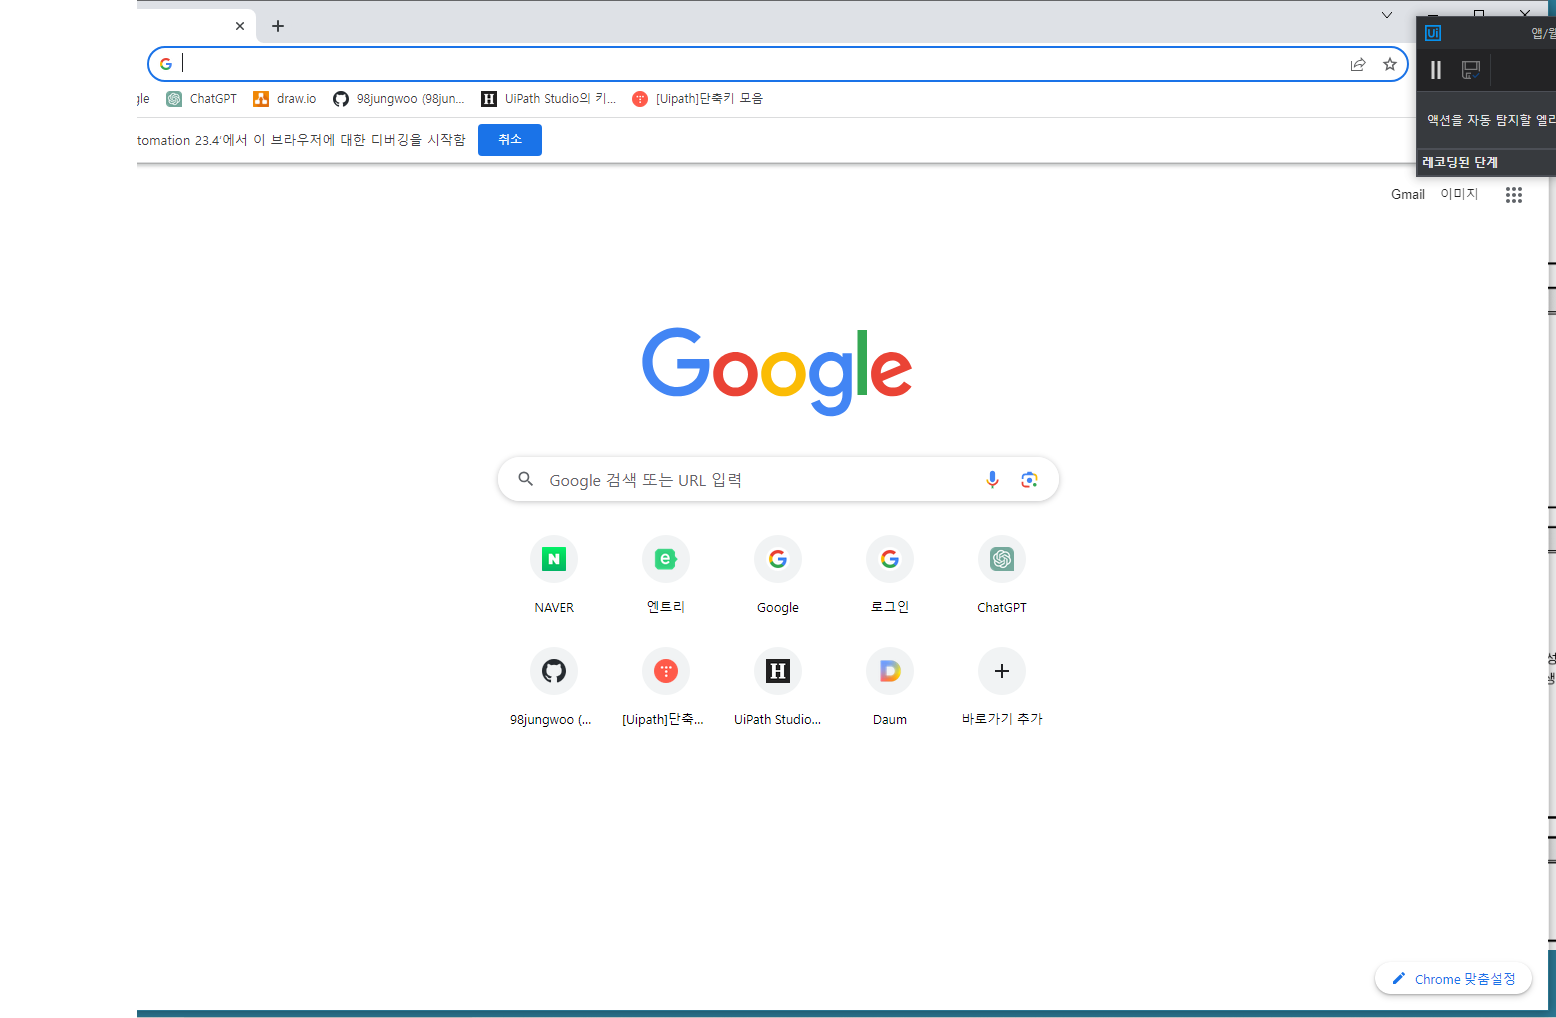 Ui 앱/웹
gle ChatGPT draw.io 98jungwoo (98jun... UiPath Studio의 키... [Uipath]단축키 모음
tomation 23.4'에서 이 브라우저에 대한 디버깅을 시작함 취소
액션을 자동 탐지할 엘리
레코딩된 단계
Gmail 이미지
Google
Google 검색 또는 URL 입력
NAVER 엔트리 Google 로그인 ChatGPT
98jungwoo (... [Uipath]단축... UiPath Studio... Daum 바로가기 추가
성
생
Chrome 맞춤설정